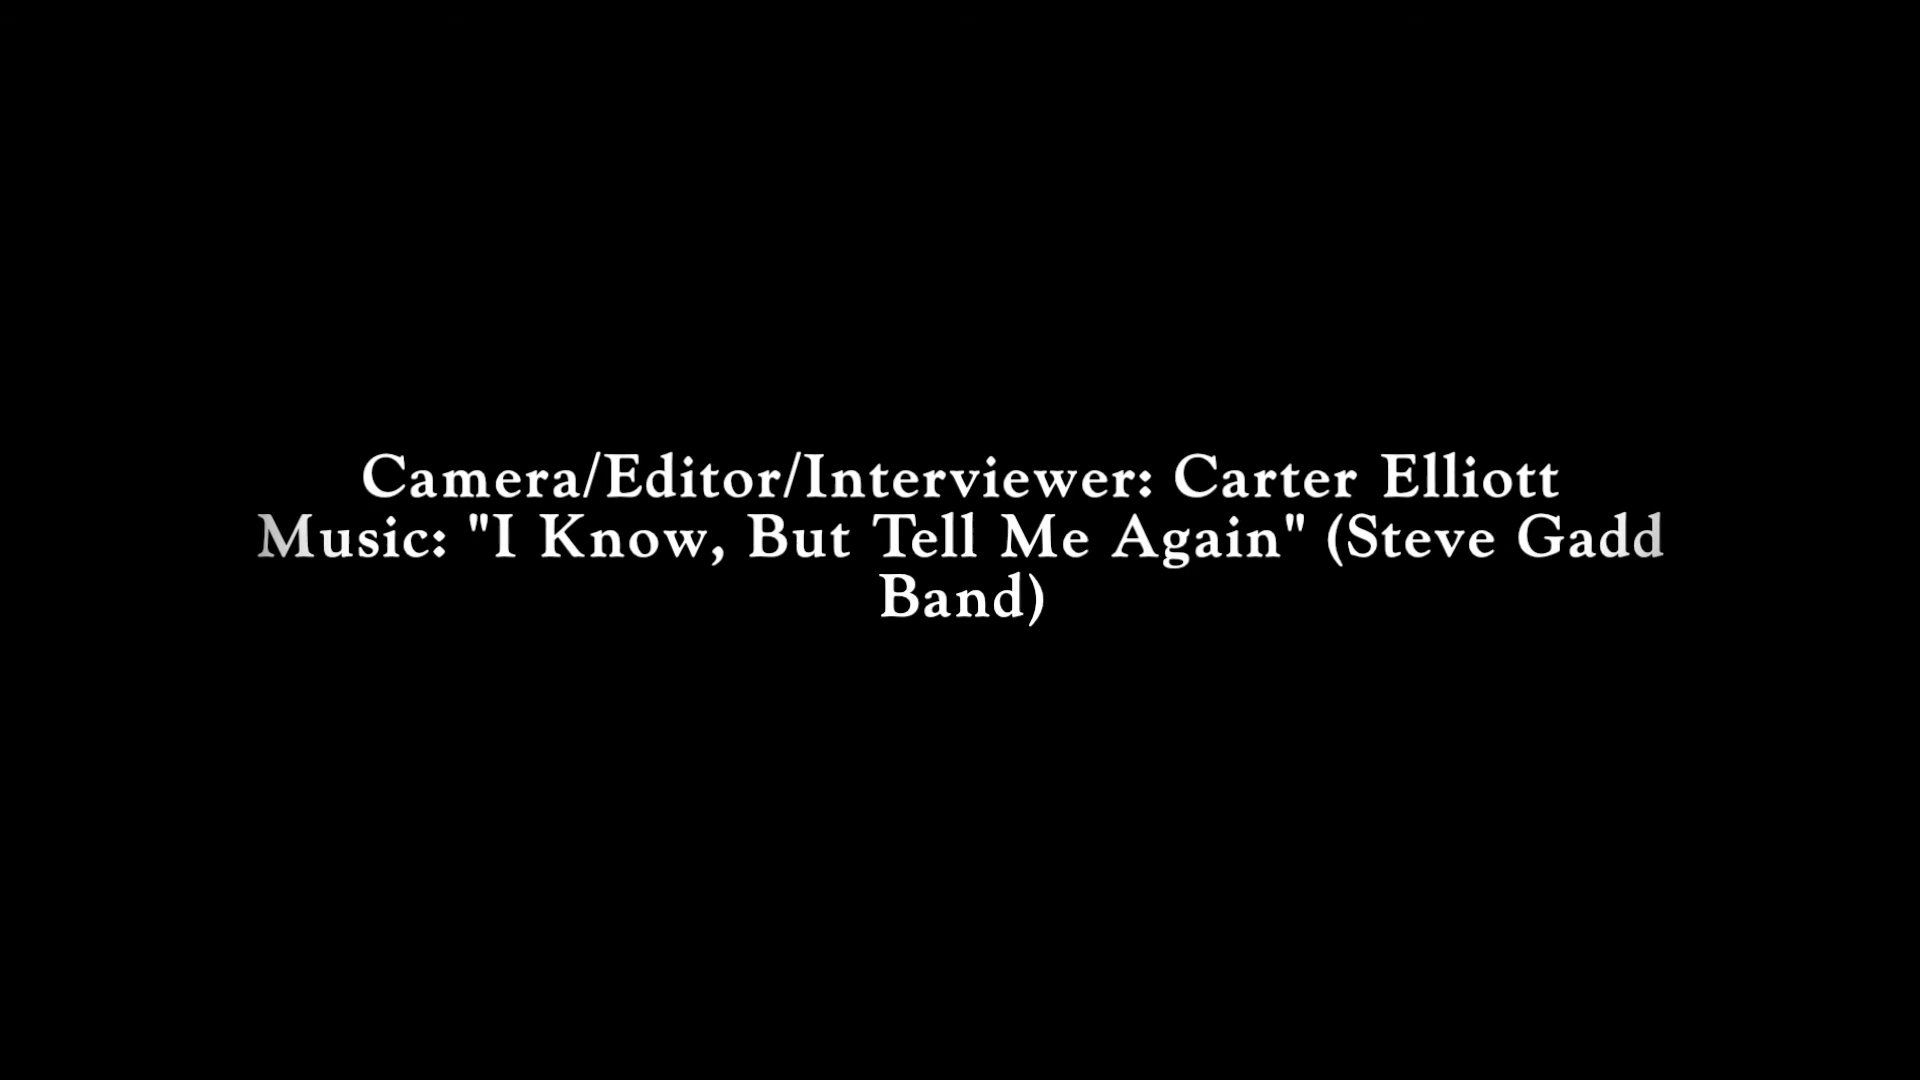 Camera/Editor/Interviewer: Carter Elliott
Music: "I Know, But Tell Me Again" (Steve Gadd
Band)